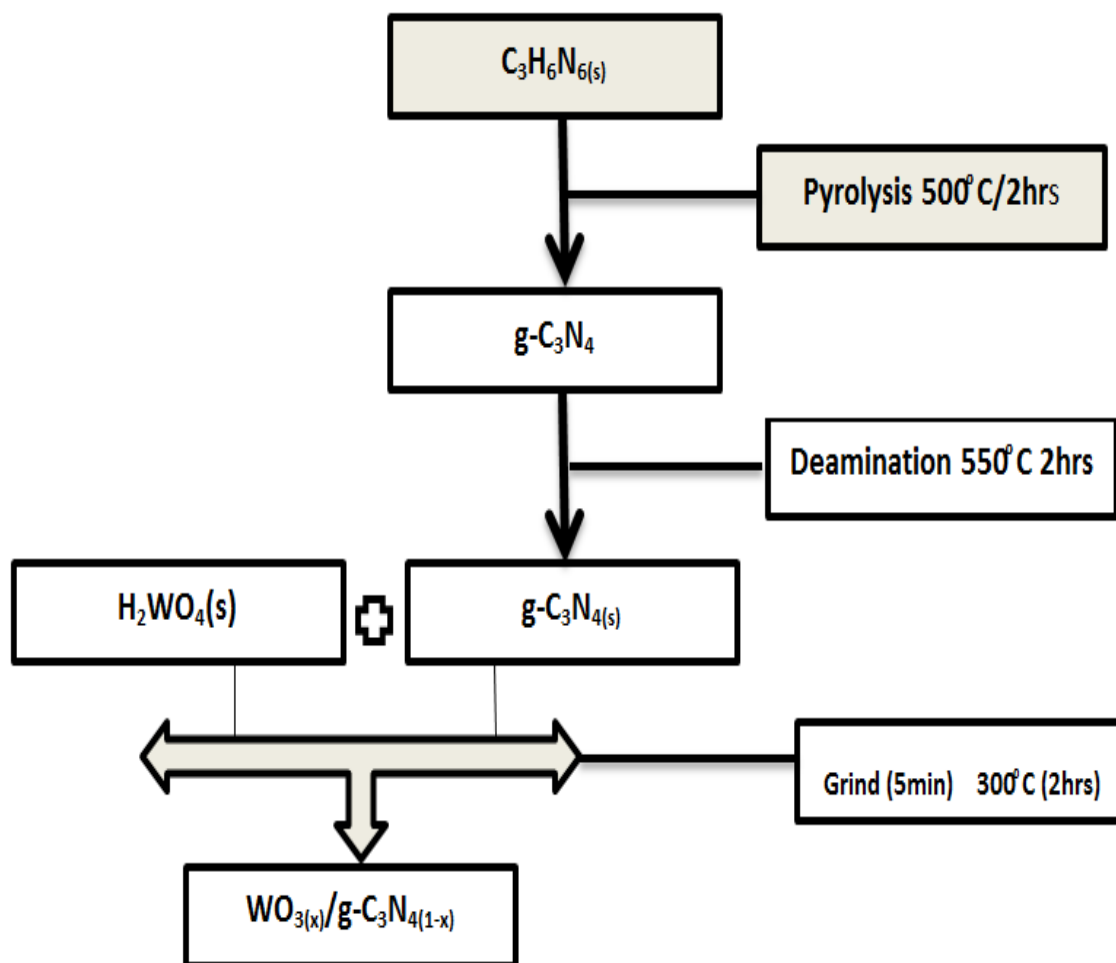 C₃H₆N₆₍ₛ₎
Pyrolysis 500°C/2hrs
g-C₃N₄
Deamination 550°C 2hrs
H₂WO₄(s)
g-C₃N₄₍ₛ₎
Grind (5min) 300°C (2hrs)
WO₃₍ₓ₎/g-C₃N₄₍₁₋ₓ₎